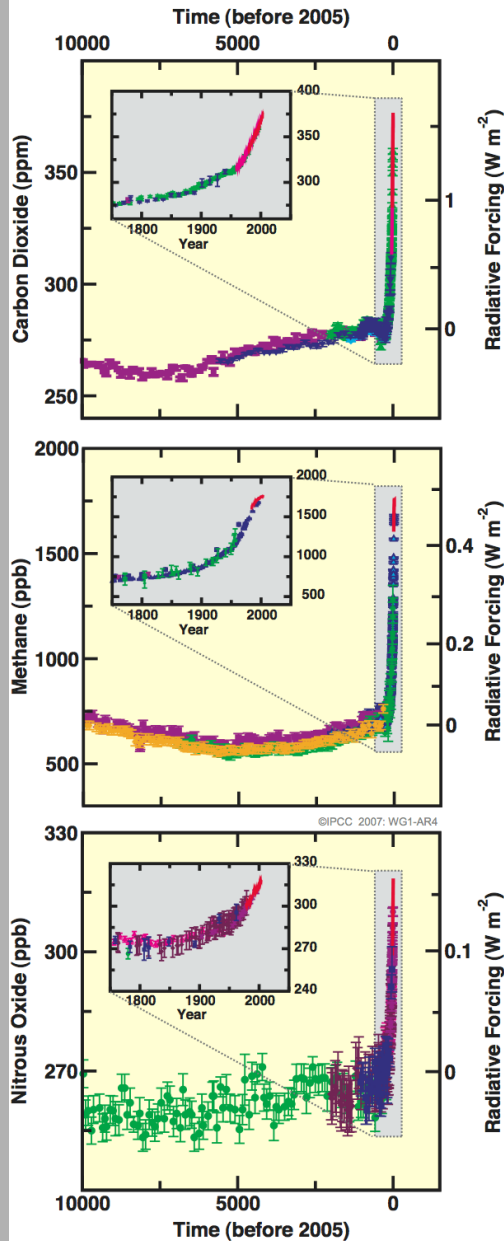 Time (before 2005)
10000 5000 0
Carbon Dioxide (ppm)
350
300
250
400
350
300
1800 1900 2000
Year
1
0
Radiative Forcing (W m-2)
Methane (ppb)
2000
1500
1000
500
2000
1500
1000
500
1800 1900 2000
Year
0.4
0.2
0
Radiative Forcing (W m-2)
©IPCC 2007: WG1-AR4
Nitrous Oxide (ppb)
330
300
270
330
300
270
240
1800 1900 2000
Year
0.1
0
Radiative Forcing (W m-2)
10000 5000 0
Time (before 2005)